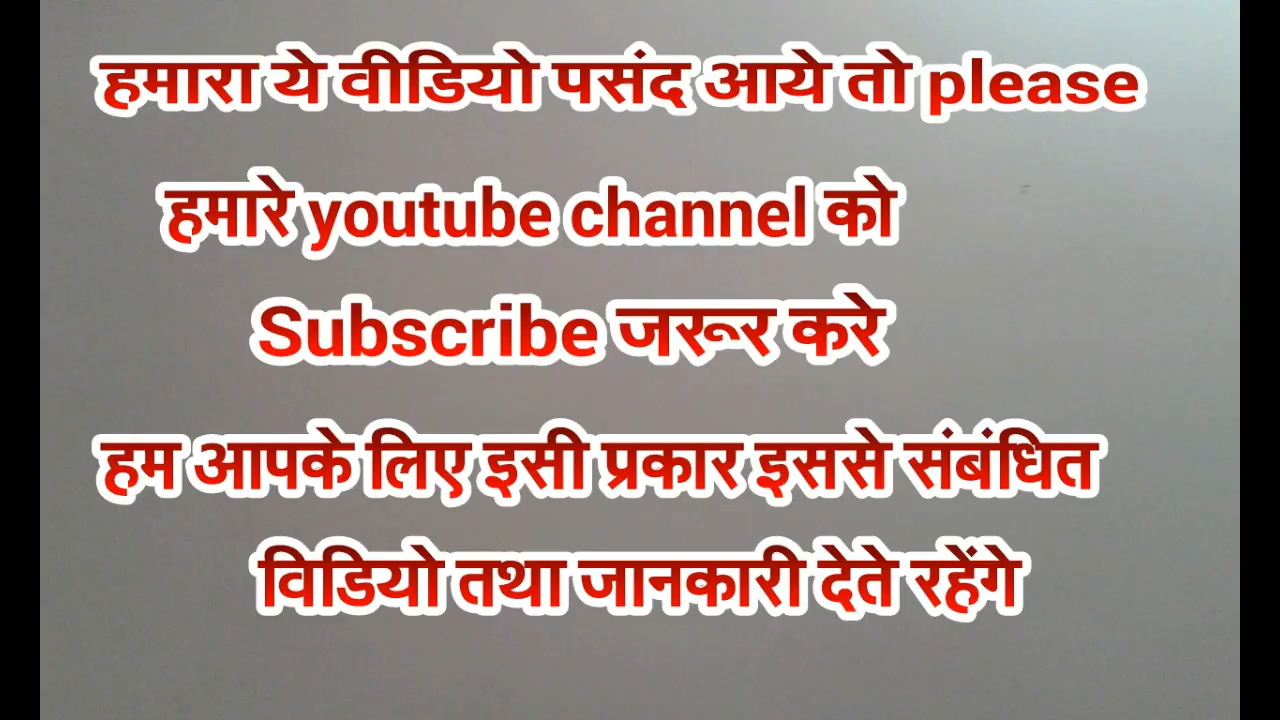 हमारा ये वीडियो पसंद आये तो please
हमारे youtube channel को
Subscribe जरूर करे
हम आपके लिए इसी प्रकार इससे संबंधित
विडियो तथा जानकारी देते रहेंगे